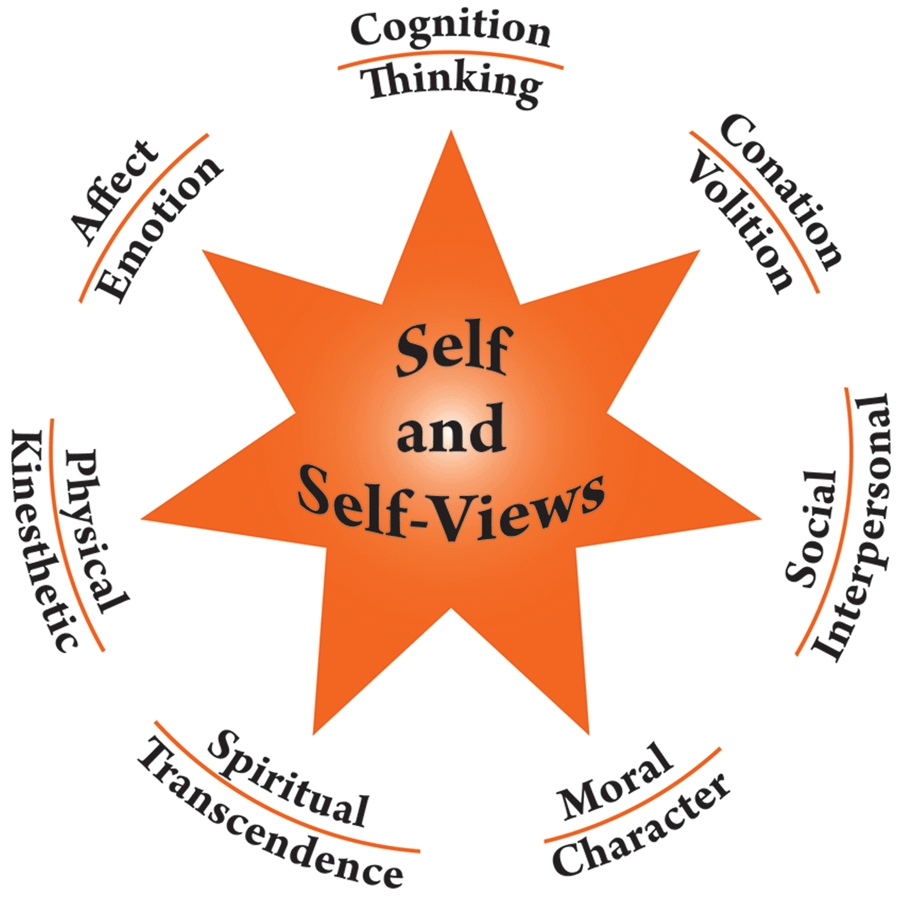 Cognition
Thinking
Conation
Volition
Social
Interpersonal
Moral
Character
Spiritual
Transcendence
Physical
Kinesthetic
Affect
Emotion
Self
and
Self-Views